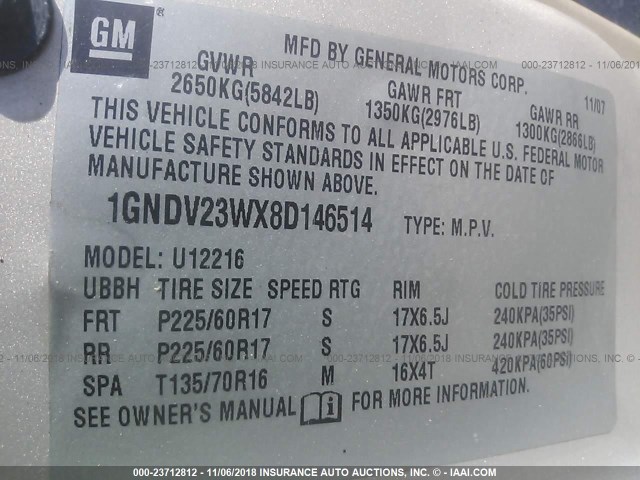 GM
®
MFD BY GENERAL MOTORS CORP.
11/07
GVWR
2650KG(5842LB)
GAWR FRT
1350KG(2976LB)
GAWR RR
1300KG(2866LB)
THIS VEHICLE CONFORMS TO ALL APPLICABLE U.S. FEDERAL MOTOR
VEHICLE SAFETY STANDARDS IN EFFECT ON THE DATE OF
MANUFACTURE SHOWN ABOVE.
1GNDV23WX8D146514 TYPE: M.P.V.
MODEL: U12216
UBBH TIRE SIZE SPEED RTG RIM COLD TIRE PRESSURE
FRT P225/60R17 S 17X6.5J 240KPA(35PSI)
RR P225/60R17 S 17X6.5J 240KPA(35PSI)
SPA T135/70R16 M 16X4T 420KPA(60PSI)
SEE OWNER'S MANUAL FOR MORE INFORMATION.
000-23712812 - 11/06/2018 INSURANCE AUTO AUCTIONS, INC. - IAAI.COM